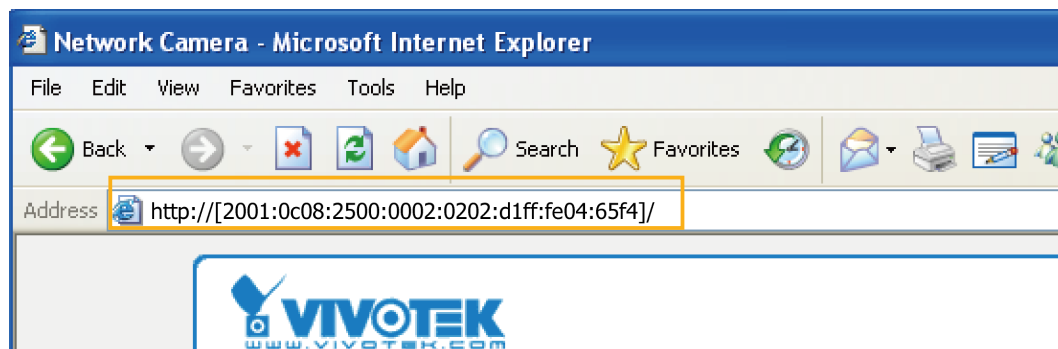 Network Camera - Microsoft Internet Explorer
File Edit View Favorites Tools Help
Back Search Favorites
Address http://[2001:0c08:2500:0002:0202:d1ff:fe04:65f4]/
VIVOTEK
www.vivotek.com